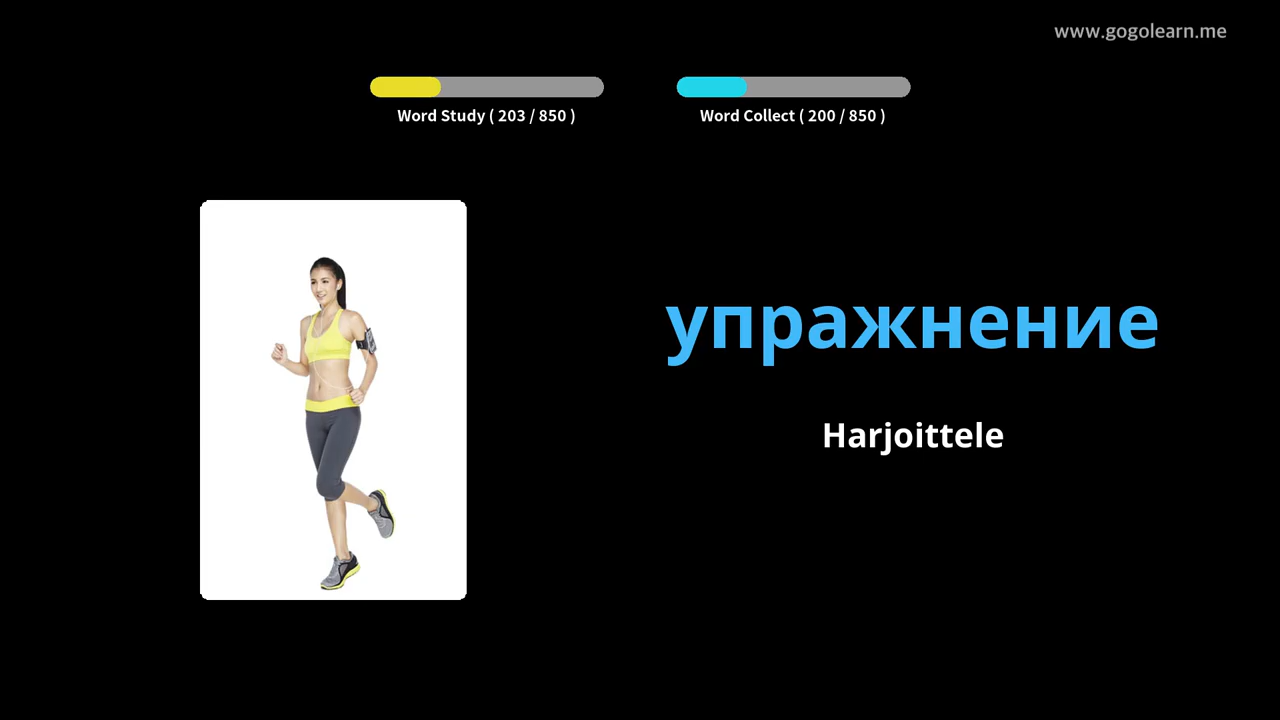 www.gogolearn.me
Word Study ( 203 / 850 )
Word Collect ( 200 / 850 )
упражнение
Harjoittele